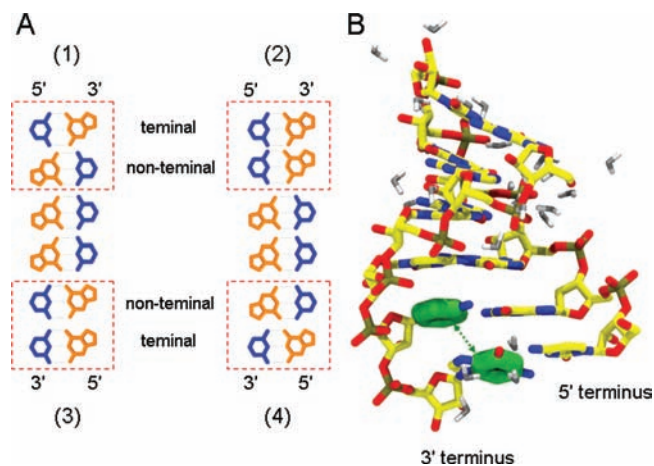 A
(1)
(2)
5' 3'
teminal
5' 3'
non-teminal
non-teminal
teminal
3' 5'
3' 5'
(3)
(4)
B
5' terminus
3' terminus